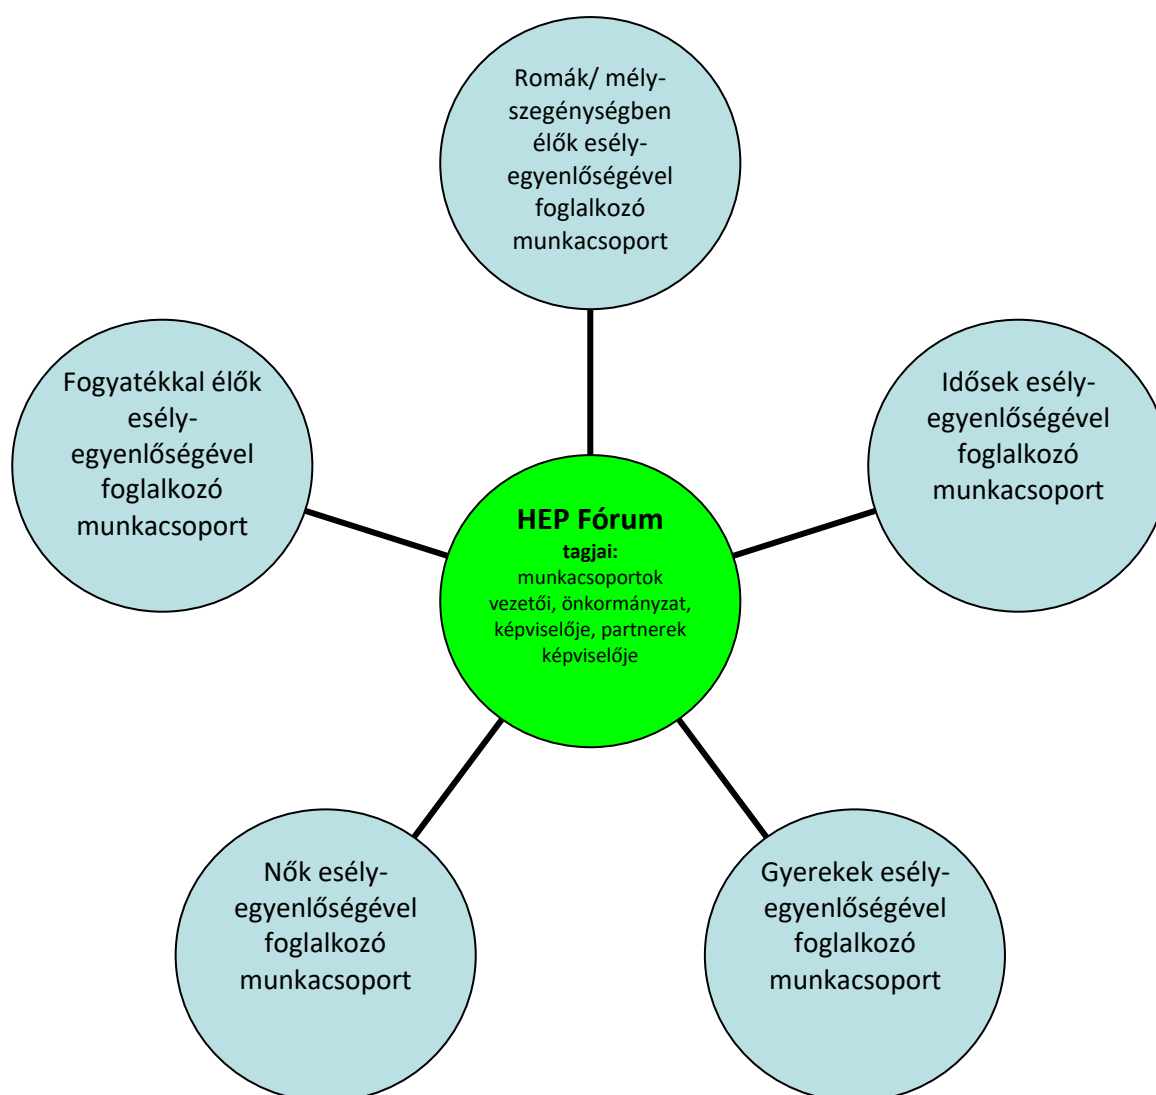 Romák/ mély-
szegénységben
élők esély-
egyenlőségével
foglalkozó
munkacsoport
Fogyatékkal élők
esély-
egyenlőségével
foglalkozó
munkacsoport
Idősek esély-
egyenlőségével
foglalkozó
munkacsoport
HEP Fórum
tagjai:
munkacsoportok
vezetői, önkormányzat,
képviselője, partnerek
képviselője
Nők esély-
egyenlőségével
foglalkozó
munkacsoport
Gyerekek esély-
egyenlőségével
foglalkozó
munkacsoport